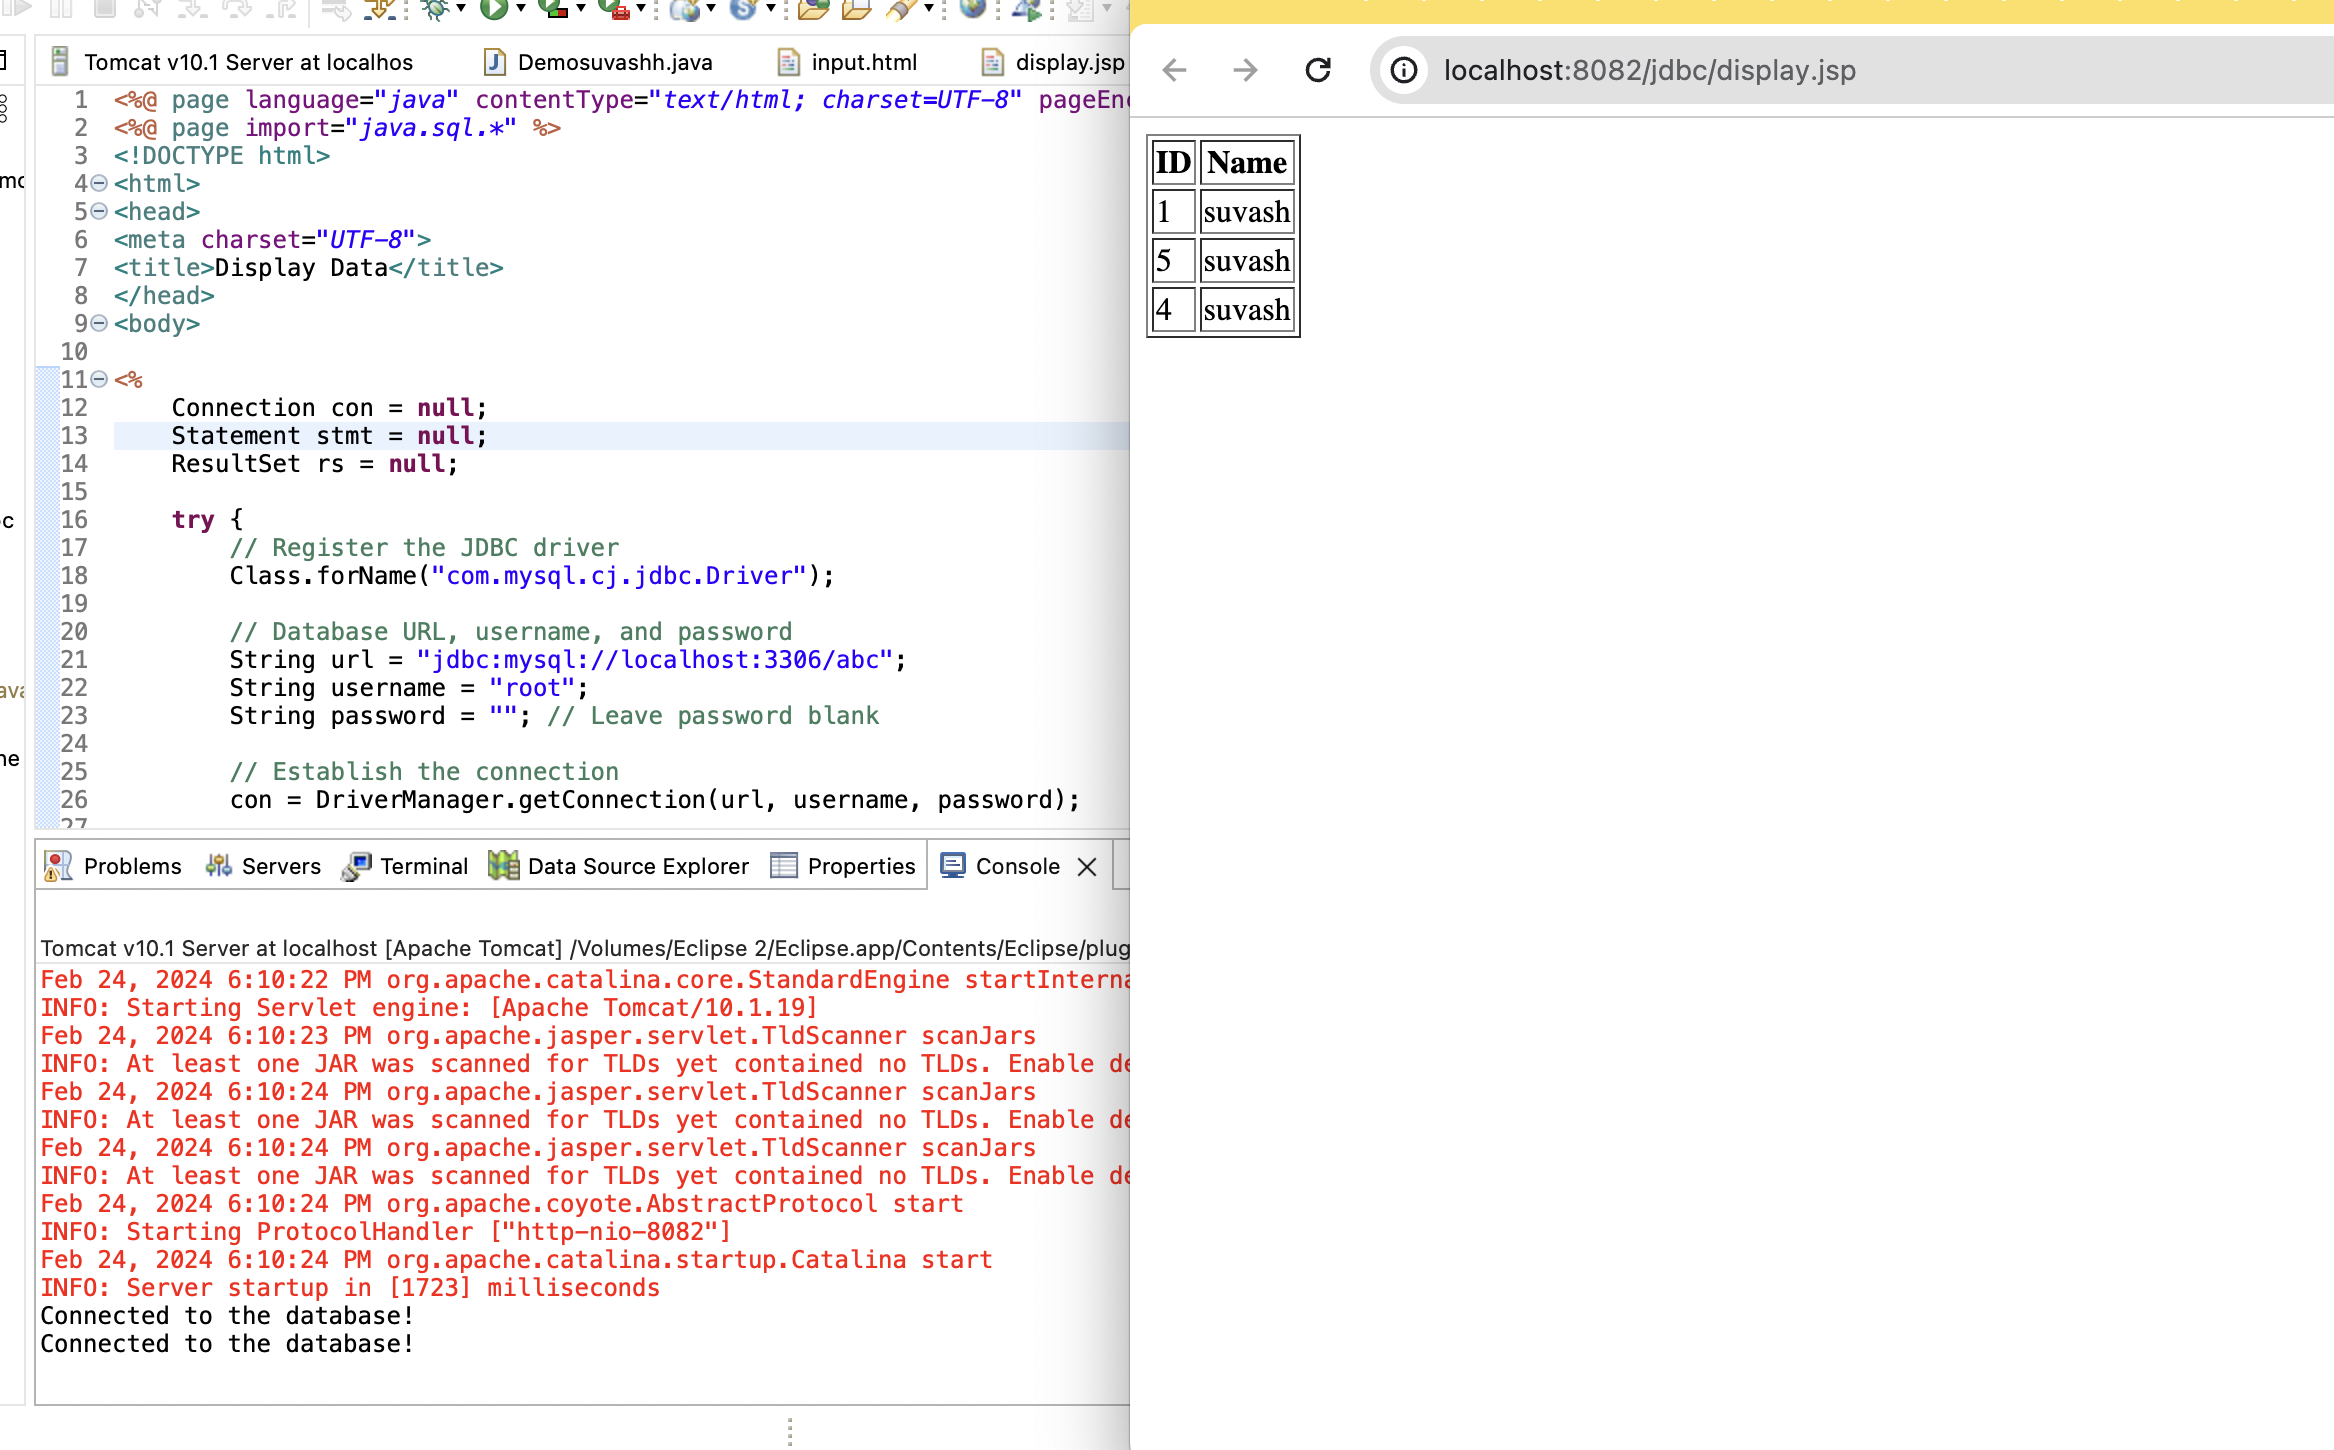 Tomcat v10.1 Server at localhos
Demosuvashh.java
input.html
display.jsp
1 <%@ page language="java" contentType="text/html; charset=UTF-8"
2 <%@ page import="java.sql.*" %>
3 <!DOCTYPE html>
4 <html>
5 <head>
6 <meta charset="UTF-8">
7 <title>Display Data</title>
8 </head>
9 <body>
10
11 <%
12 Connection con = null;
13 Statement stmt = null;
14 ResultSet rs = null;
15
16 try {
17 // Register the JDBC driver
18 Class.forName("com.mysql.cj.jdbc.Driver");
19
20 // Database URL, username, and password
21 String url = "jdbc:mysql://localhost:3306/abc";
22 String username = "root";
23 String password = ""; // Leave password blank
24
25 // Establish the connection
26 con = DriverManager.getConnection(url, username, password);
27
Problems
Servers
Terminal
Data Source Explorer
Properties
Console
Tomcat v10.1 Server at localhost [Apache Tomcat] /Volumes/Eclipse 2/Eclipse.app/Contents/Eclipse/plug
Feb 24, 2024 6:10:22 PM org.apache.catalina.core.StandardEngine startInterna
INFO: Starting Servlet engine: [Apache Tomcat/10.1.19]
Feb 24, 2024 6:10:23 PM org.apache.jasper.servlet.TldScanner scanJars
INFO: At least one JAR was scanned for TLDs yet contained no TLDs. Enable de
Feb 24, 2024 6:10:24 PM org.apache.jasper.servlet.TldScanner scanJars
INFO: At least one JAR was scanned for TLDs yet contained no TLDs. Enable de
Feb 24, 2024 6:10:24 PM org.apache.jasper.servlet.TldScanner scanJars
INFO: At least one JAR was scanned for TLDs yet contained no TLDs. Enable de
Feb 24, 2024 6:10:24 PM org.apache.coyote.AbstractProtocol start
INFO: Starting ProtocolHandler ["http-nio-8082"]
Feb 24, 2024 6:10:24 PM org.apache.catalina.startup.Catalina start
INFO: Server startup in [1723] milliseconds
Connected to the database!
Connected to the database!
localhost:8082/jdbc/display.jsp
ID Name
1 suvash
5 suvash
4 suvash